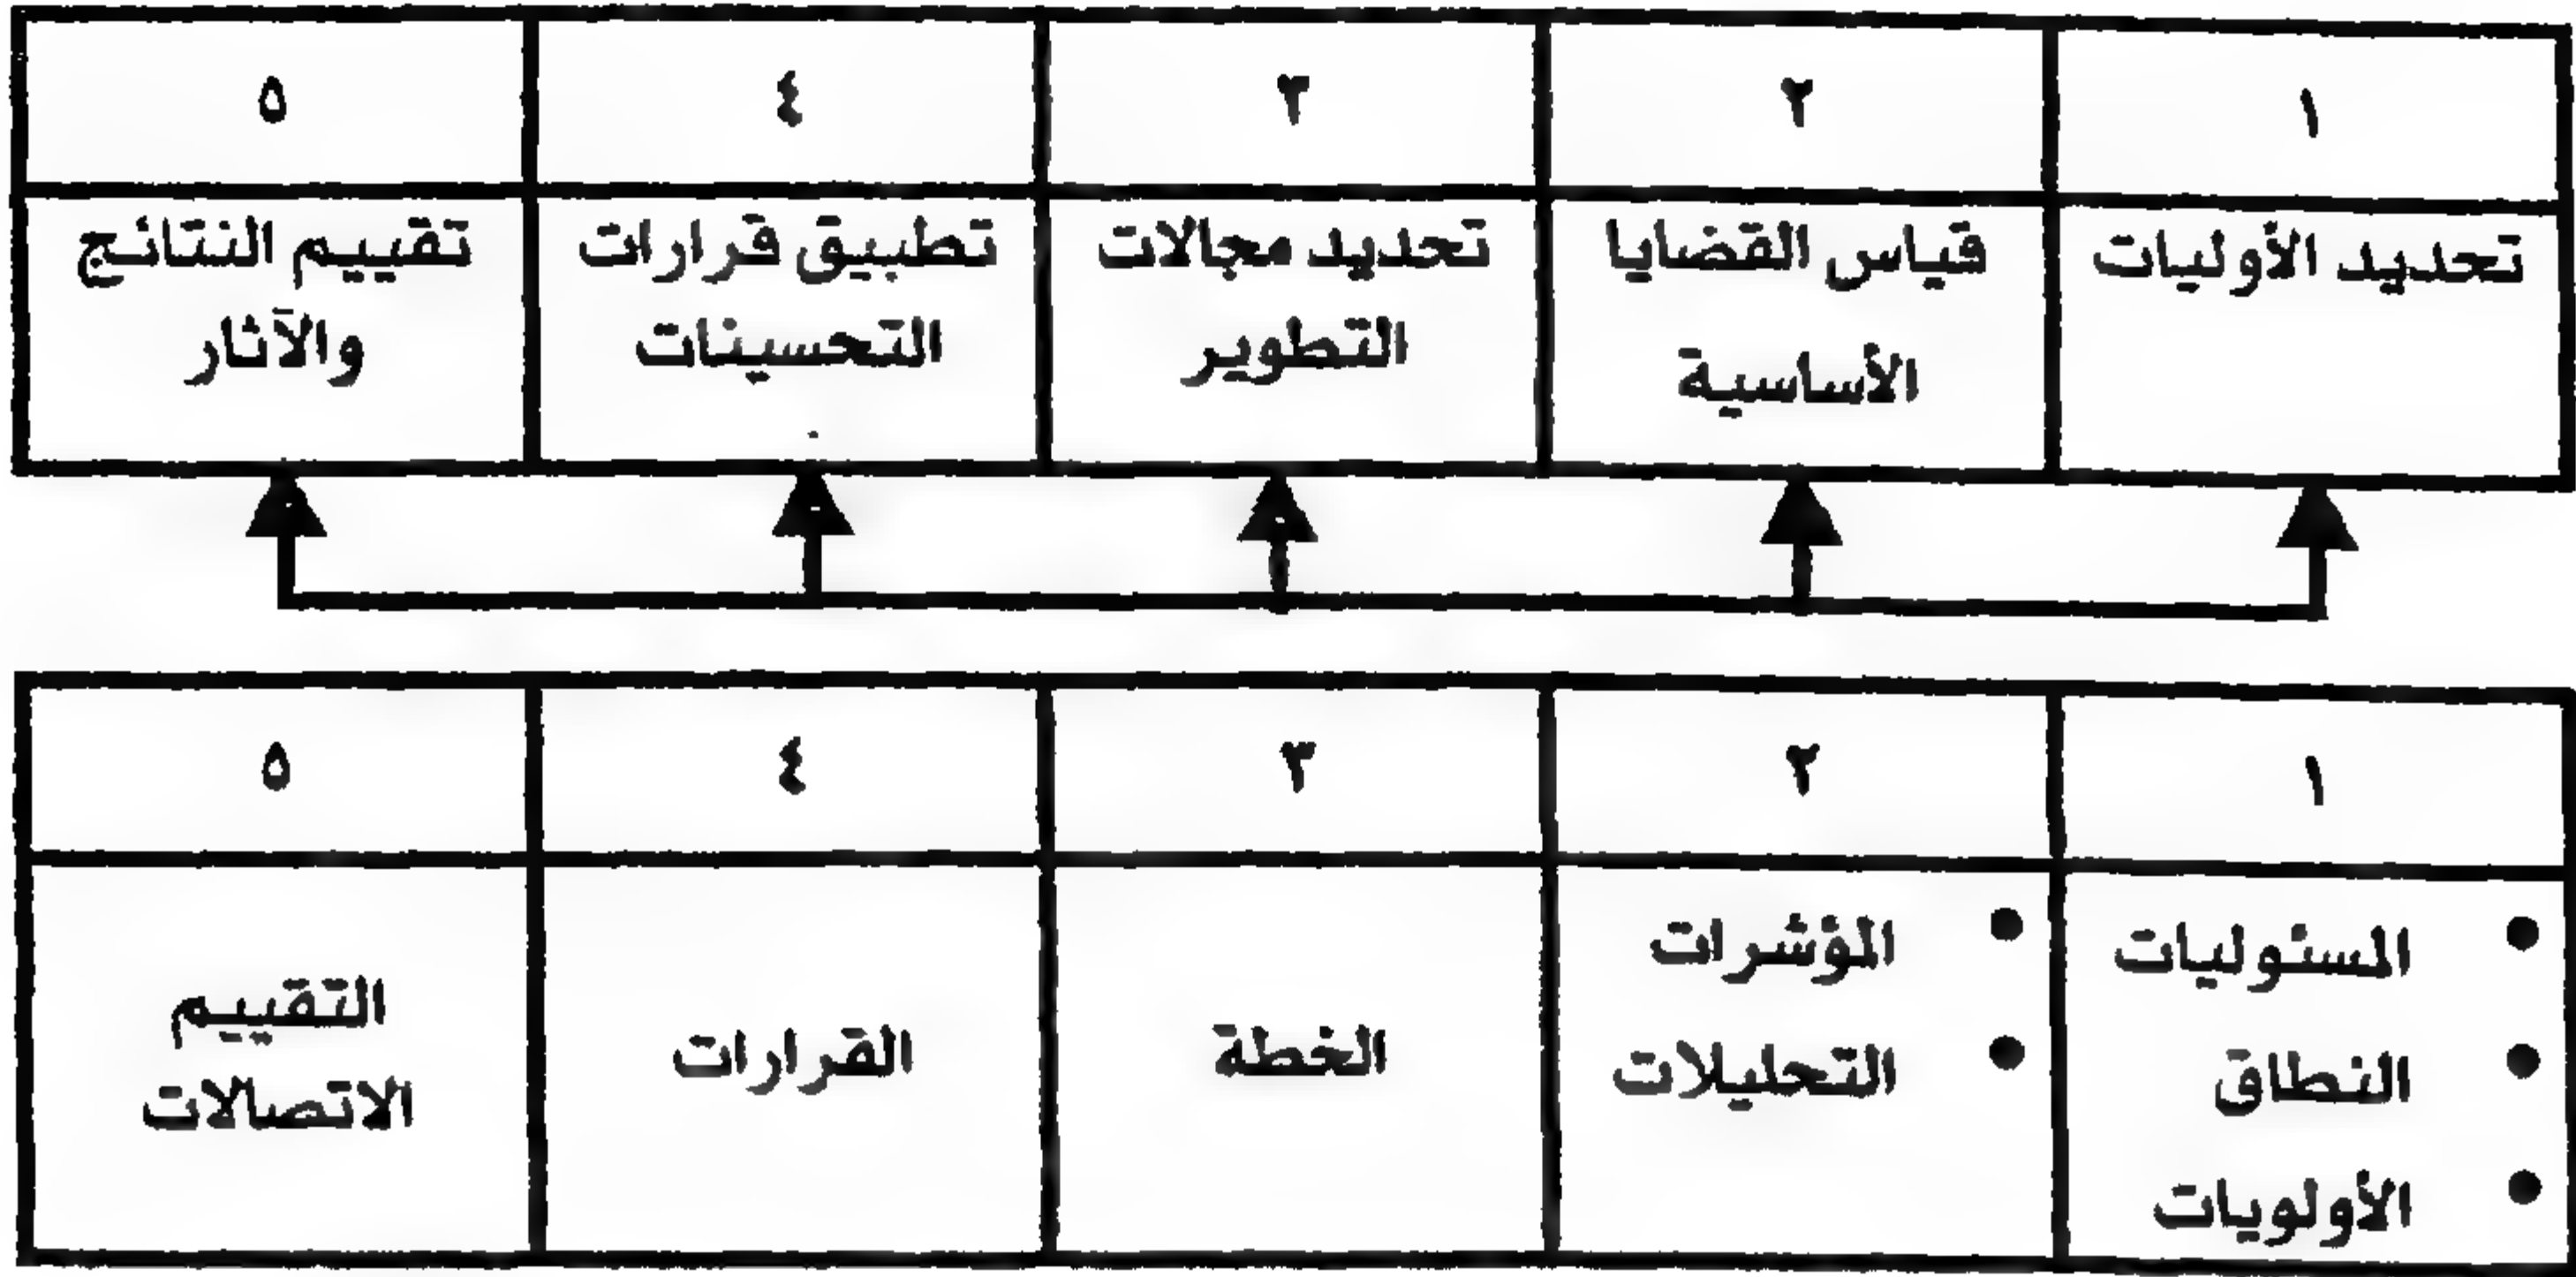 ١
٢
٣
٤
٥
تحديد الأوليات
قياس القضايا
الأساسية
تحديد مجالات
التطوير
تطبيق قرارات
التحسينات
تقييم النتائج
والآثار
١
٢
٣
٤
٥
• المسئوليات
• النطاق
• الأولويات
• المؤشرات
• التحليلات
الخطة
القرارات
التقييم
الاتصالات